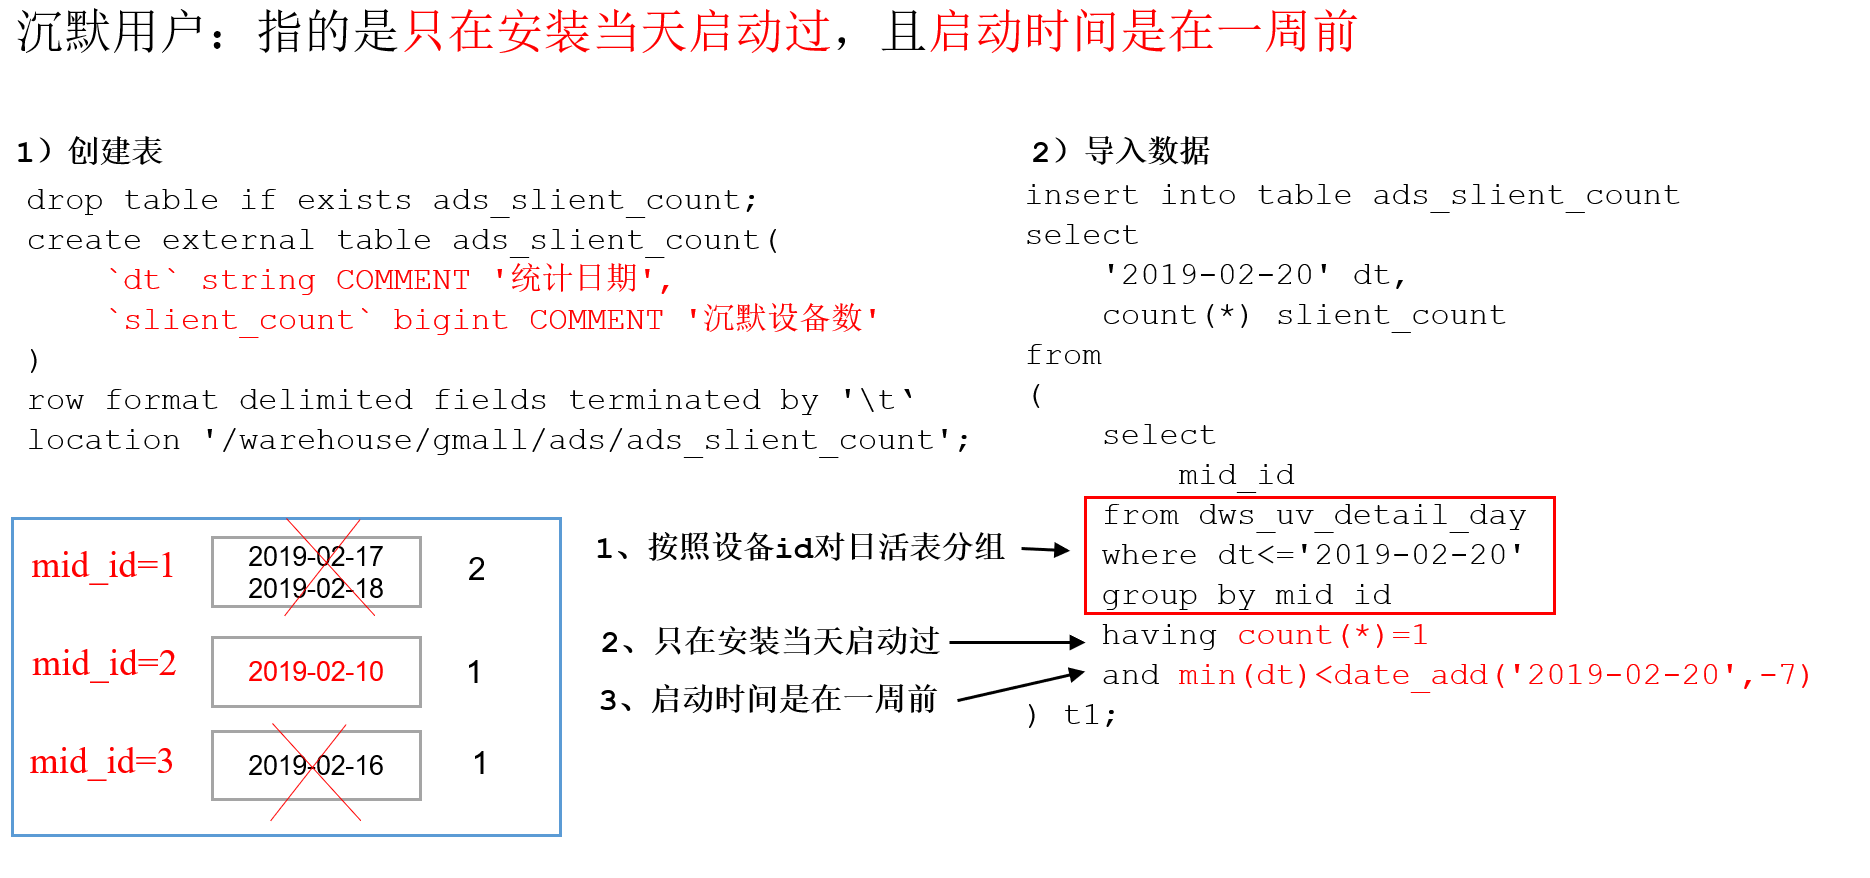 沉默用户：指的是只在安装当天启动过，且启动时间是在一周前
1）创建表
drop table if exists ads_slient_count;
create external table ads_slient_count(
    `dt` string COMMENT '统计日期',
    `slient_count` bigint COMMENT '沉默设备数'
)
row format delimited fields terminated by '\t‘
location '/warehouse/gmall/ads/ads_slient_count';
2）导入数据
insert into table ads_slient_count
select
    '2019-02-20' dt,
    count(*) slient_count
from
(
    select
        mid_id
    from dws_uv_detail_day
    where dt<='2019-02-20'
    group by mid_id
    having count(*)=1
    and min(dt)<date_add('2019-02-20',-7)
) t1;
1、按照设备id对日活表分组
2、只在安装当天启动过
3、启动时间是在一周前
mid_id=1
2019-02-17
2019-02-18
2
mid_id=2
2019-02-10
1
mid_id=3
2019-02-16
1